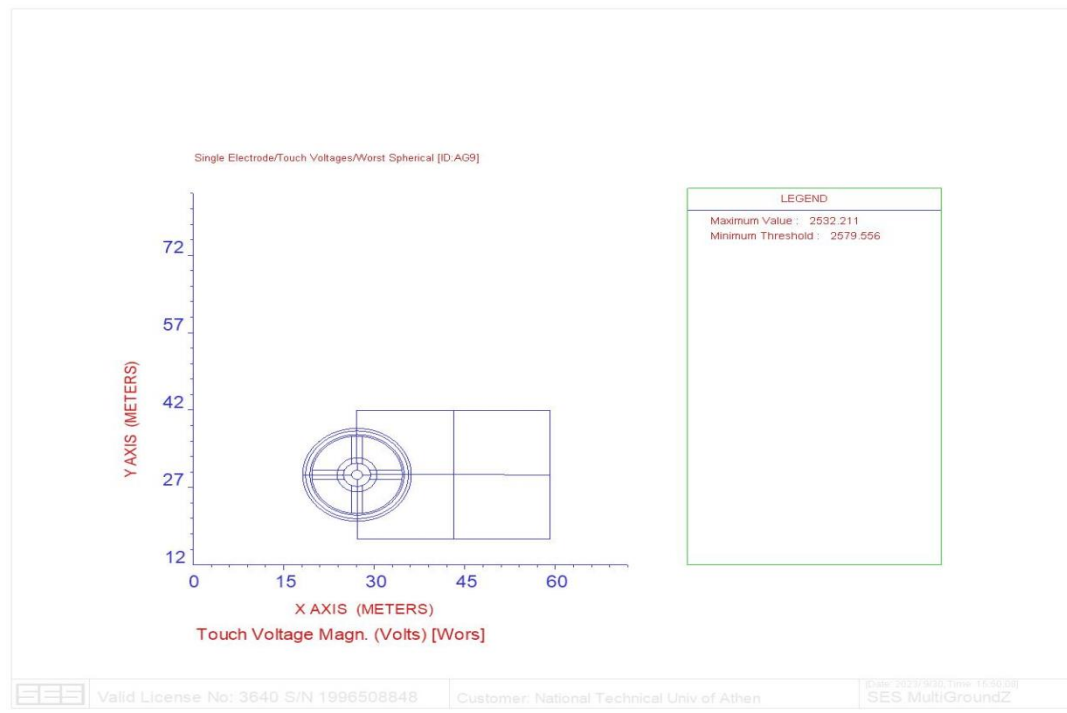 Single Electrode/Touch Voltages/Worst Spherical [ID:AG9]
LEGEND
Maximum Value : 2532.211
Minimum Threshold : 2579.556
72
57
42
27
12
Y AXIS (METERS)
0 15 30 45 60
X AXIS (METERS)
Touch Voltage Magn. (Volts) [Wors]
SES
Valid License No: 3640 S/N 1996508848
Customer: National Technical Univ of Athen
SES MultiGroundZ